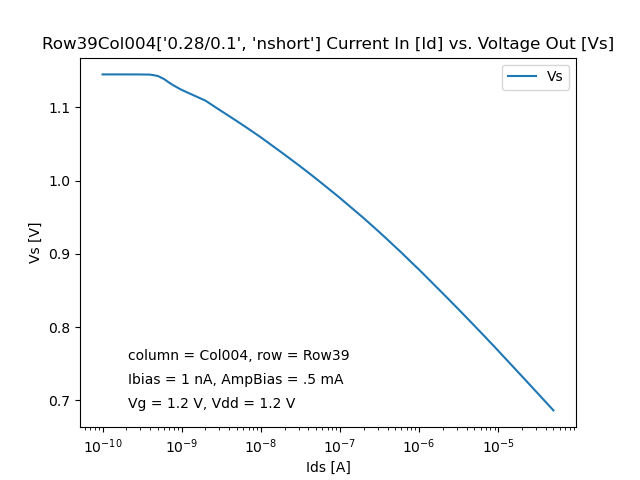 Row39Col004['0.28/0.1', 'nshort'] Current In [Id] vs. Voltage Out [Vs]
Vs
1.1
1.0
0.9
0.8
0.7
Vs [V]
column = Col004, row = Row39
Ibias = 1 nA, AmpBias = .5 mA
Vg = 1.2 V, Vdd = 1.2 V
10⁻¹⁰ 10⁻⁹ 10⁻⁸ 10⁻⁷ 10⁻⁶ 10⁻⁵
Ids [A]